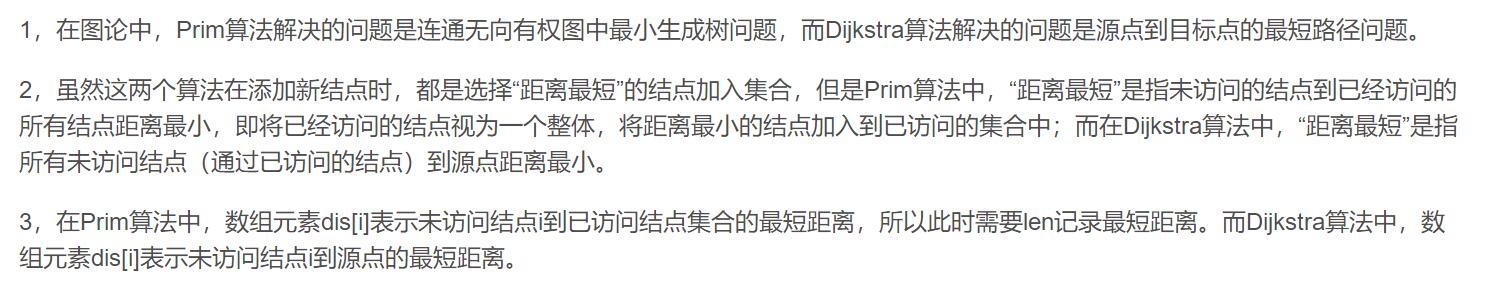 1，在图论中，Prim算法解决的问题是连通无向有权图中最小生成树问题，而Dijkstra算法解决的问题是源点到目标点的最短路径问题。
2，虽然这两个算法在添加新结点时，都是选择“距离最短”的结点加入集合，但是Prim算法中，“距离最短”是指未访问的结点到已经访问的
所有结点距离最小，即将已经访问的结点视为一个整体，将距离最小的结点加入到已访问的集合中；而在Dijkstra算法中，“距离最短”是指
所有未访问结点（通过已访问的结点）到源点距离最小。
3，在Prim算法中，数组元素dis[i]表示未访问结点i到已访问结点集合的最短距离，所以此时需要len记录最短距离。而Dijkstra算法中，数
组元素dis[i]表示未访问结点i到源点的最短距离。